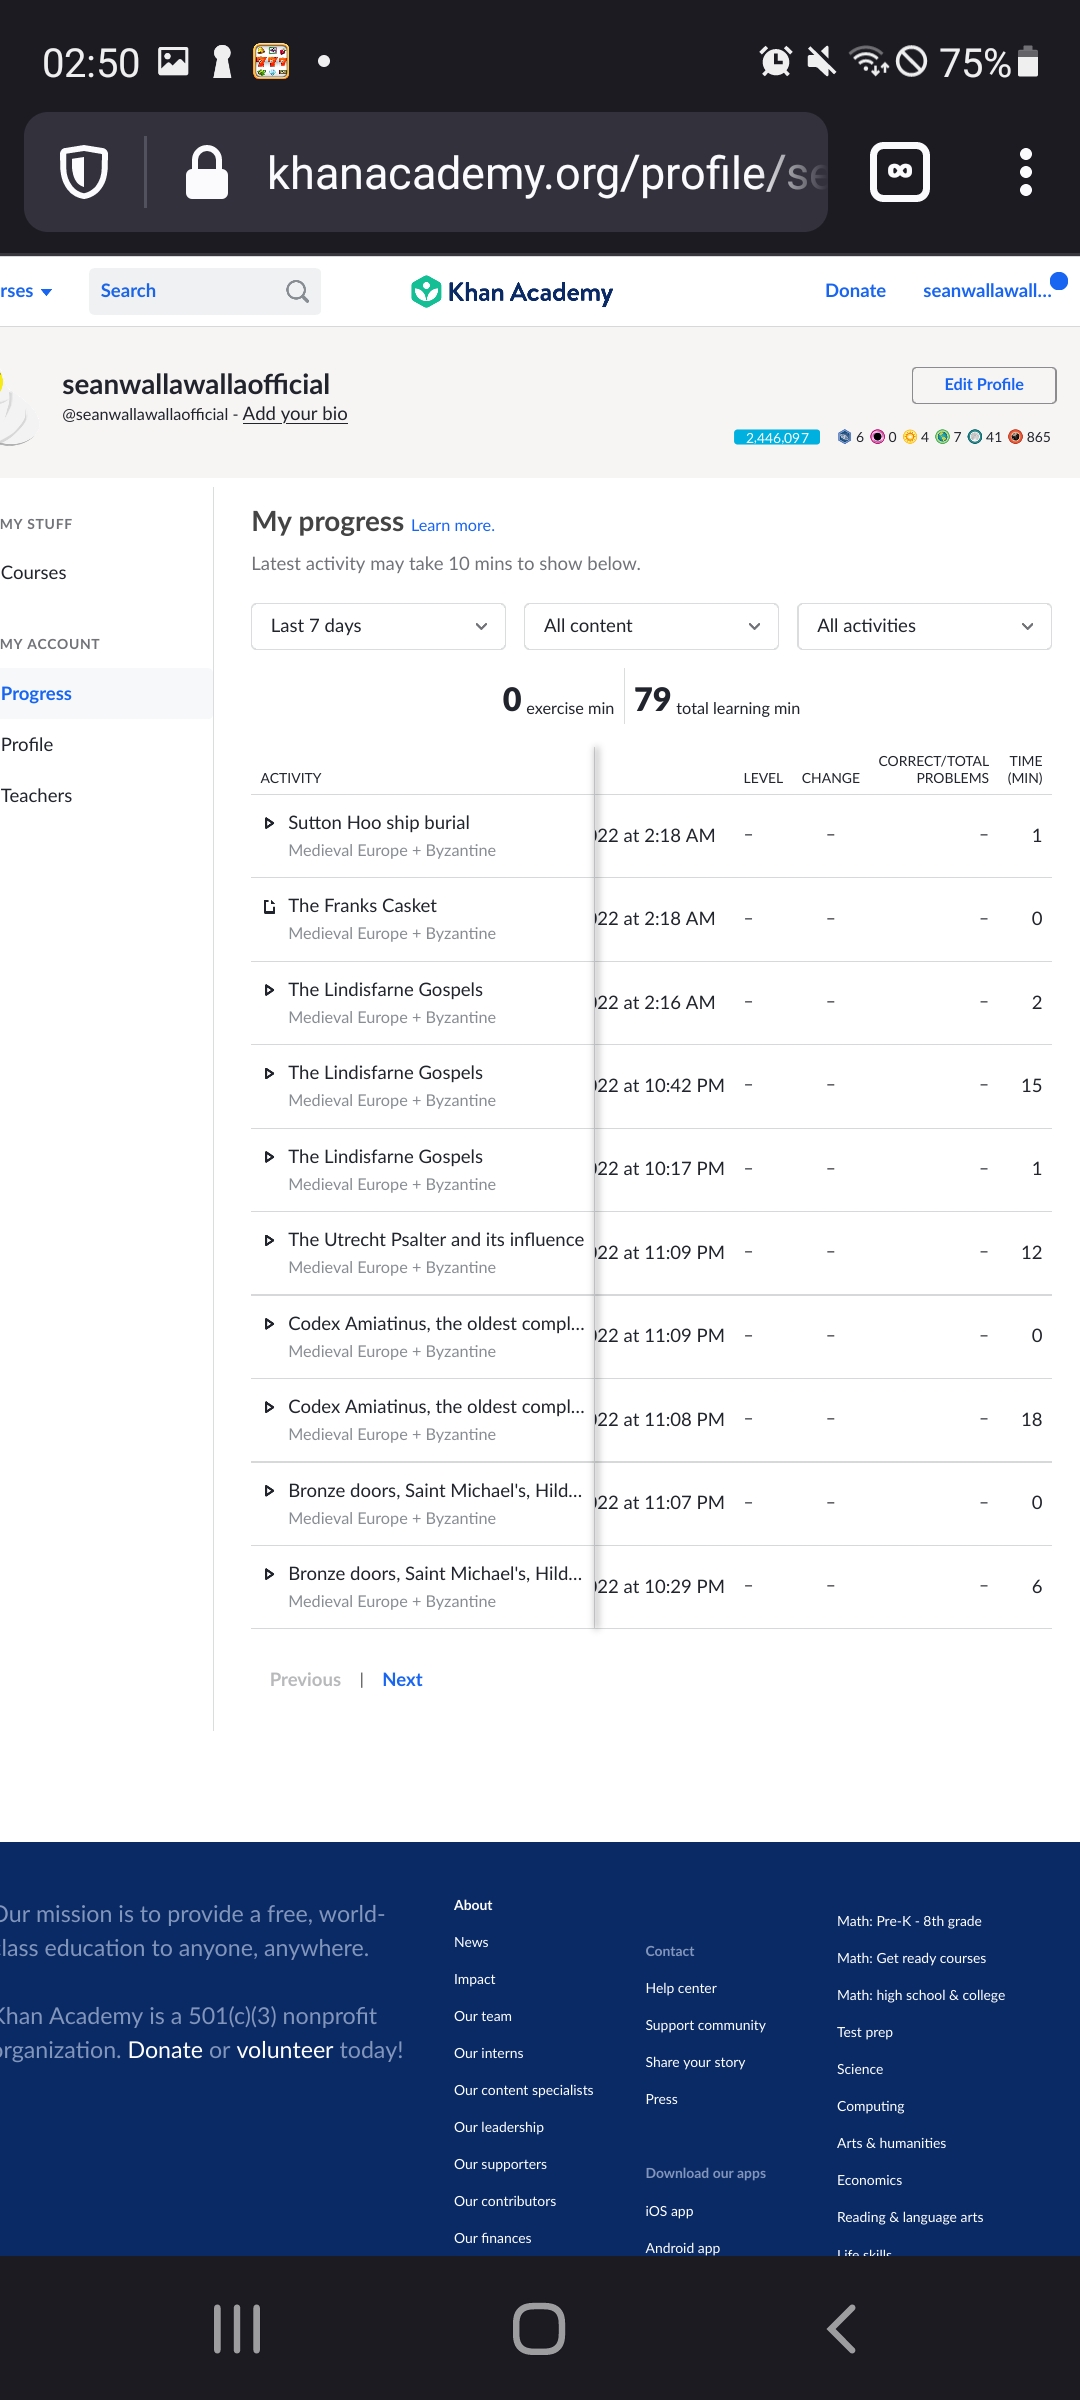 02:50
75%
khanacademy.org/profile/se
rses
Search
Khan Academy
Donate
seanwallawall...
seanwallawallaofficial
@seanwallawallaofficial - Add your bio
Edit Profile
2,446,097
6 0 4 7 41 865
MY STUFF
Courses
MY ACCOUNT
Progress
Profile
Teachers
My progress Learn more.
Latest activity may take 10 mins to show below.
Last 7 days
All content
All activities
0 exercise min
79 total learning min
ACTIVITY LEVEL CHANGE CORRECT/TOTAL PROBLEMS TIME (MIN)
Sutton Hoo ship burial
Medieval Europe + Byzantine
022 at 2:18 AM – – – 1
The Franks Casket
Medieval Europe + Byzantine
022 at 2:18 AM – – – 0
The Lindisfarne Gospels
Medieval Europe + Byzantine
022 at 2:16 AM – – – 2
The Lindisfarne Gospels
Medieval Europe + Byzantine
022 at 10:42 PM – – – 15
The Lindisfarne Gospels
Medieval Europe + Byzantine
022 at 10:17 PM – – – 1
The Utrecht Psalter and its influence
Medieval Europe + Byzantine
022 at 11:09 PM – – – 12
Codex Amiatinus, the oldest compl...
Medieval Europe + Byzantine
022 at 11:09 PM – – – 0
Codex Amiatinus, the oldest compl...
Medieval Europe + Byzantine
022 at 11:08 PM – – – 18
Bronze doors, Saint Michael's, Hild...
Medieval Europe + Byzantine
022 at 11:07 PM – – – 0
Bronze doors, Saint Michael's, Hild...
Medieval Europe + Byzantine
022 at 10:29 PM – – – 6
Previous | Next
Our mission is to provide a free, world-
class education to anyone, anywhere.
Khan Academy is a 501(c)(3) nonprofit
organization. Donate or volunteer today!
About
News
Impact
Our team
Our interns
Our content specialists
Our leadership
Our supporters
Our contributors
Our finances
Contact
Help center
Support community
Share your story
Press
Download our apps
iOS app
Android app
Math: Pre-K - 8th grade
Math: Get ready courses
Math: high school & college
Test prep
Science
Computing
Arts & humanities
Economics
Reading & language arts
Life skills